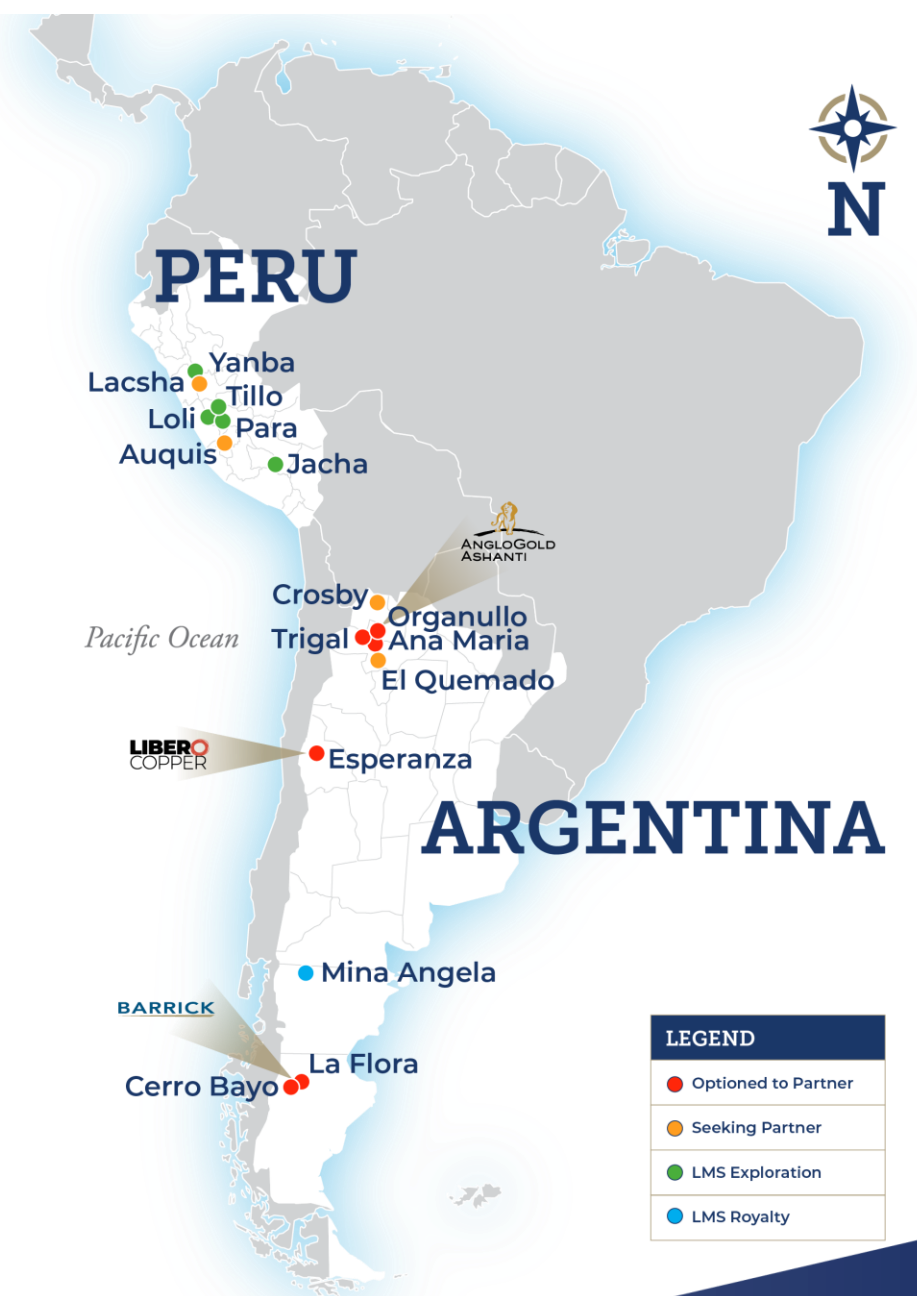 N
PERU
Yanba
Lacsha
Tillo
Loli
Para
Auquis
Jacha
ANGLOGOLD
ASHANTI
Crosby
Organullo
Pacific Ocean
Trigal
Ana Maria
El Quemado
LIBERO
COPPER
Esperanza
ARGENTINA
Mina Angela
BARRICK
La Flora
Cerro Bayo
LEGEND
Optioned to Partner
Seeking Partner
LMS Exploration
LMS Royalty